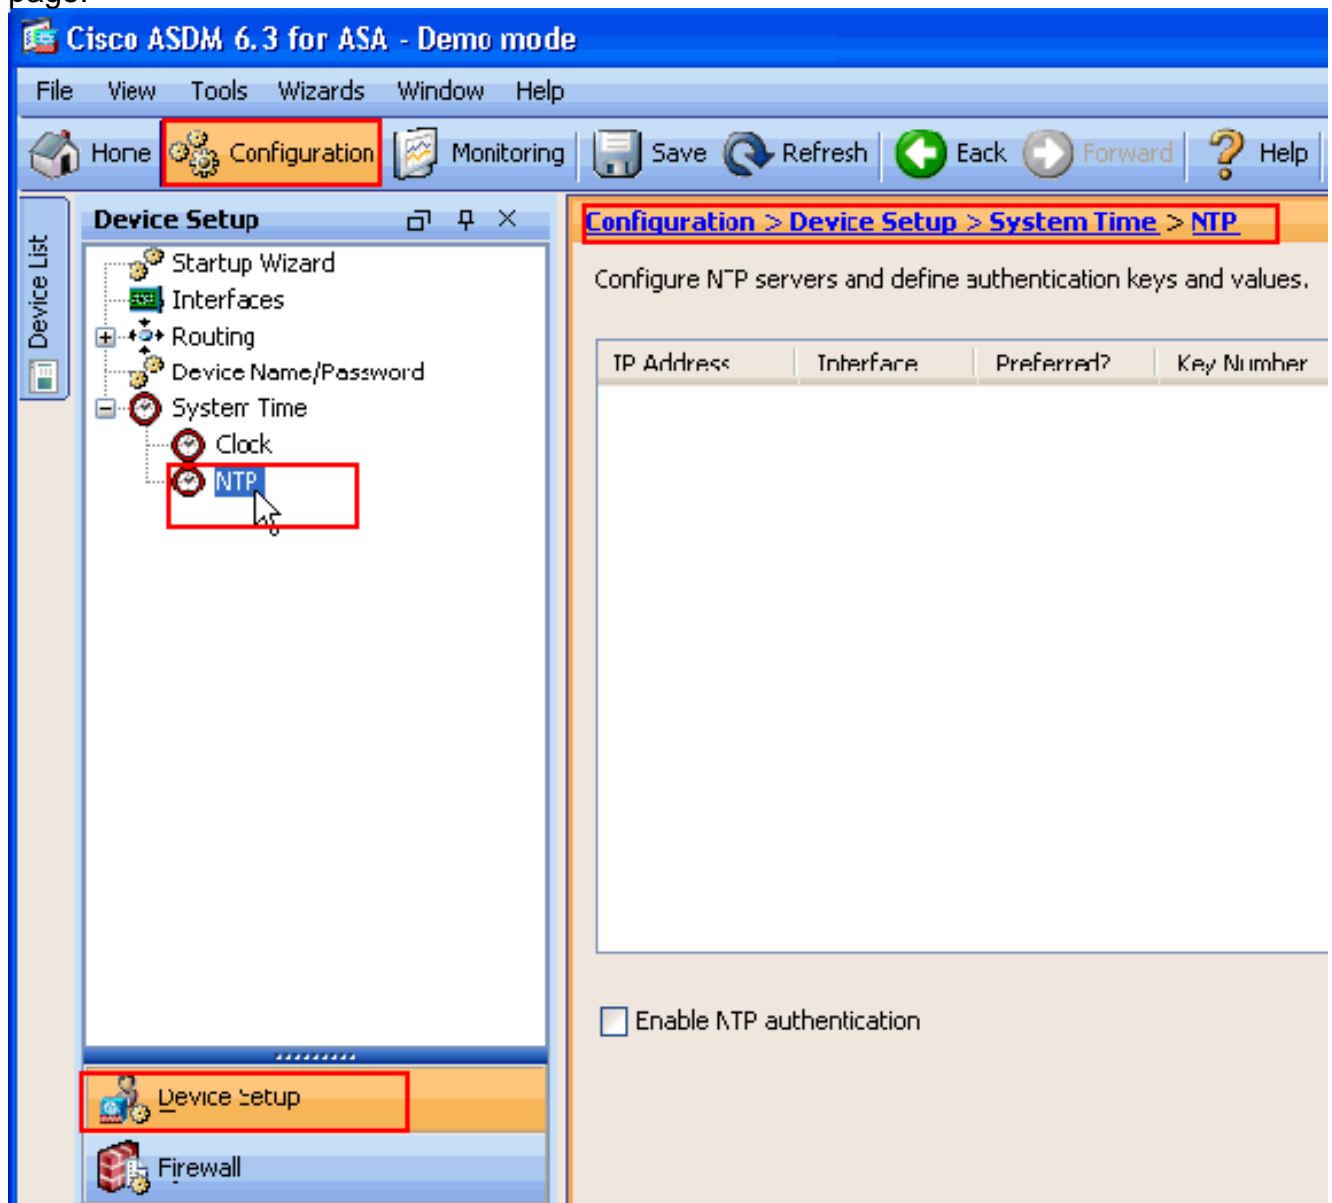 page.
Cisco ASDM 6.3 for ASA - Demo mode
File View Tools Wizards Window Help
Home Configuration Monitoring Save Refresh Back Forward Help
Device List
Device Setup
Startup Wizard
Interfaces
Routing
Device Name/Password
System Time
Clock
NTP
Configuration > Device Setup > System Time > NTP
Configure NTP servers and define authentication keys and values.
IP Address Interface Preferred? Key Number
Enable NTP authentication
Device Setup
Firewall